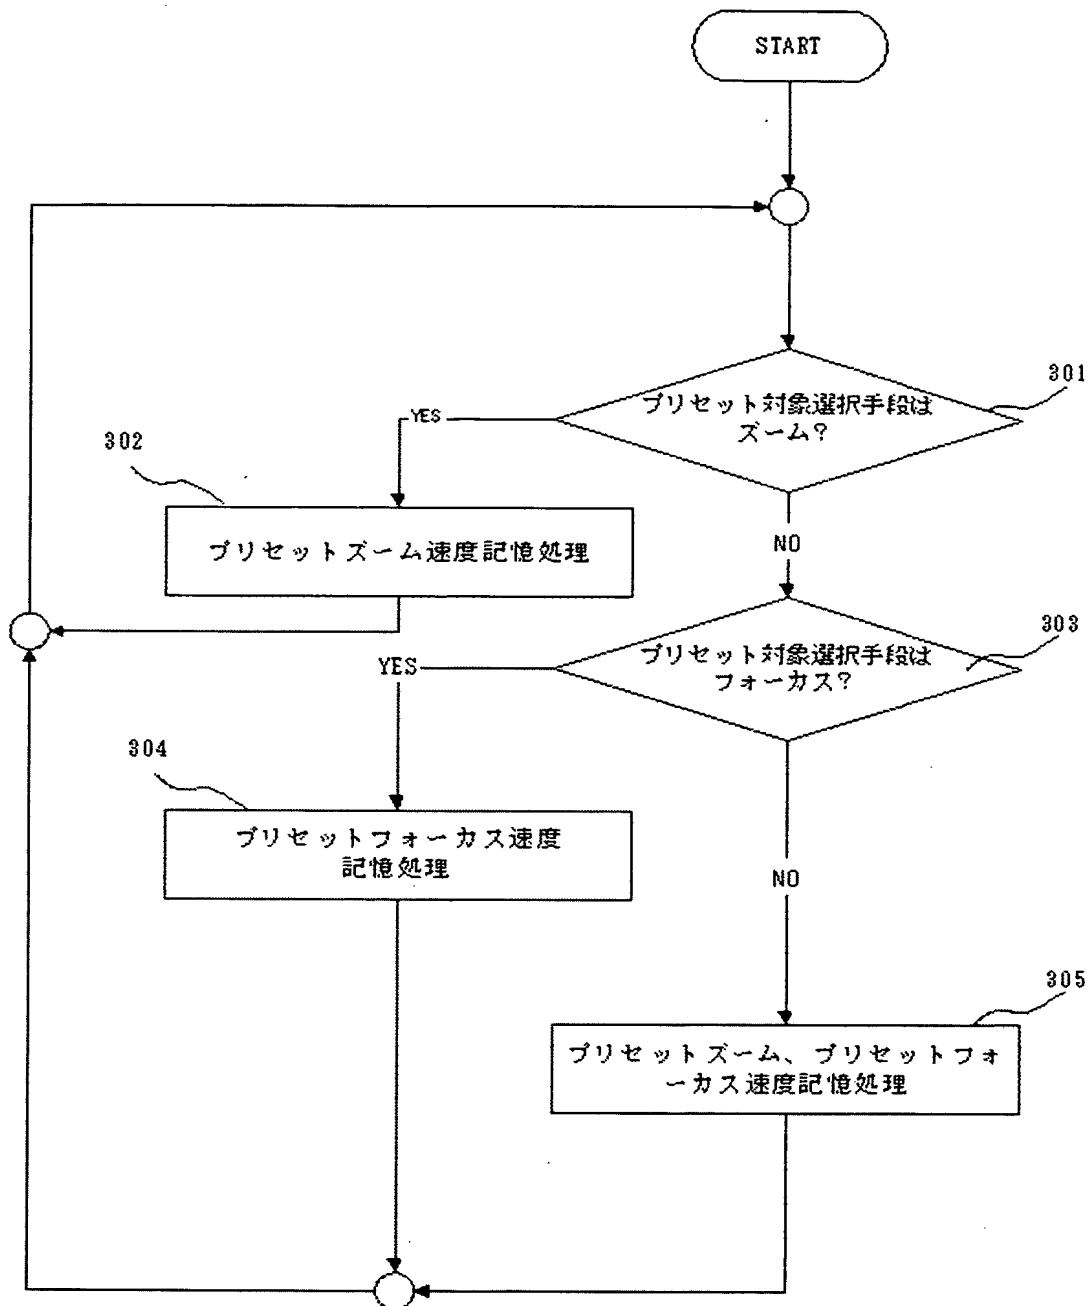 START
301
プリセット対象選択手段は
ズーム?
YES
302
プリセットズーム速度記憶処理
NO
303
プリセット対象選択手段は
フォーカス?
YES
304
プリセットフォーカス速度
記憶処理
NO
305
プリセットズーム、プリセットフォ
ーカス速度記憶処理